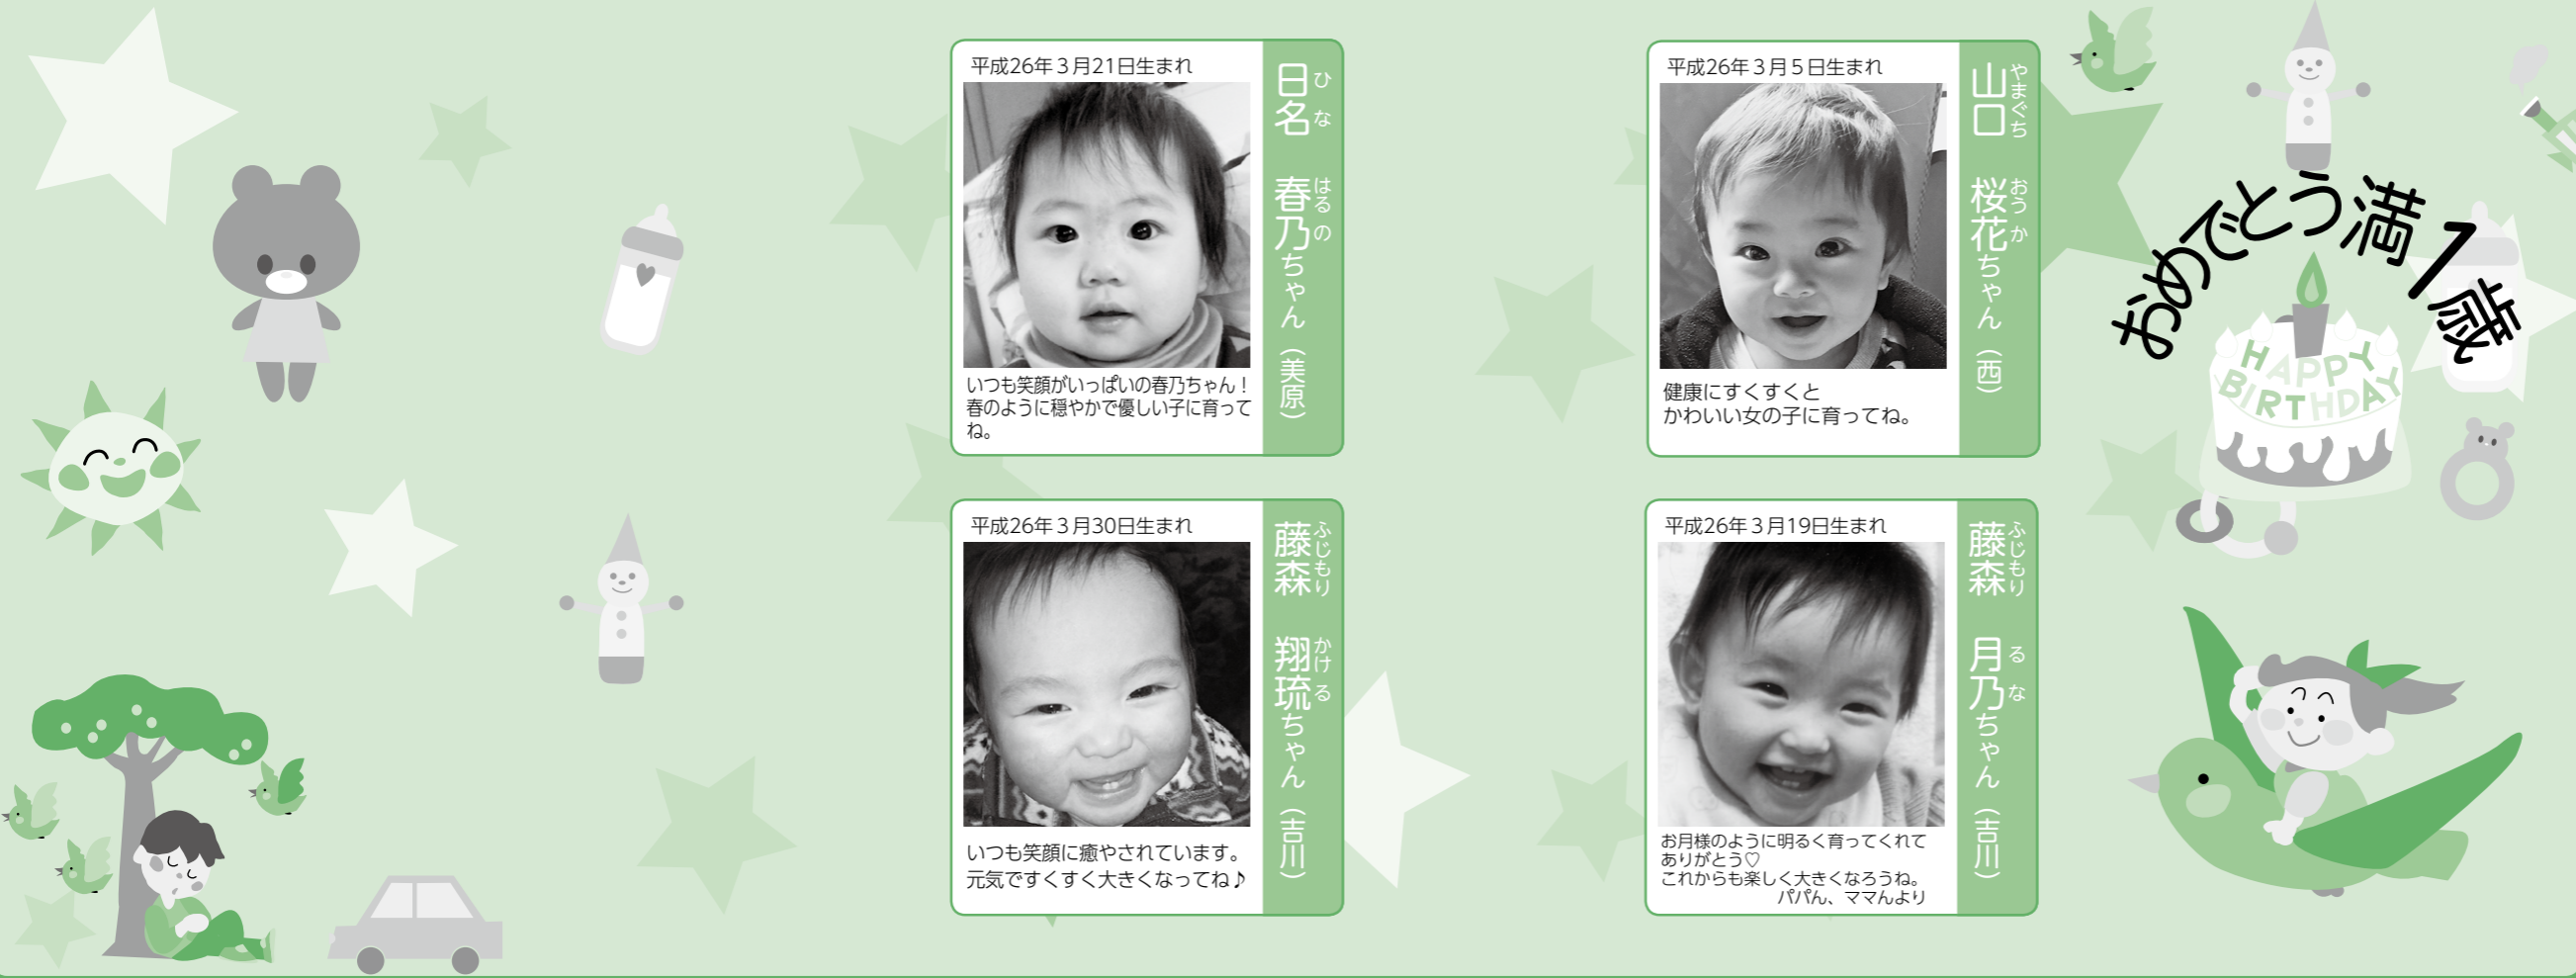 おめでとう満1歳
HAPPY
BIRTHDAY
平成26年3月5日生まれ
やまぐち おうか
山口 桜花ちゃん（西）
健康にすくすくと
かわいい女の子に育ってね。
平成26年3月19日生まれ
ふじもり るな
藤森 月乃ちゃん（吉川）
お月様のように明るく育ってくれて
ありがとう♡
これからも楽しく大きくなろうね。
パパん、ママんより
平成26年3月21日生まれ
ひな はるの
日名 春乃ちゃん（美原）
いつも笑顔がいっぱいの春乃ちゃん！
春のように穏やかで優しい子に育って
ね。
平成26年3月30日生まれ
ふじもり かける
藤森 翔琉ちゃん（吉川）
いつも笑顔に癒やされています。
元気ですくすく大きくなってね♪